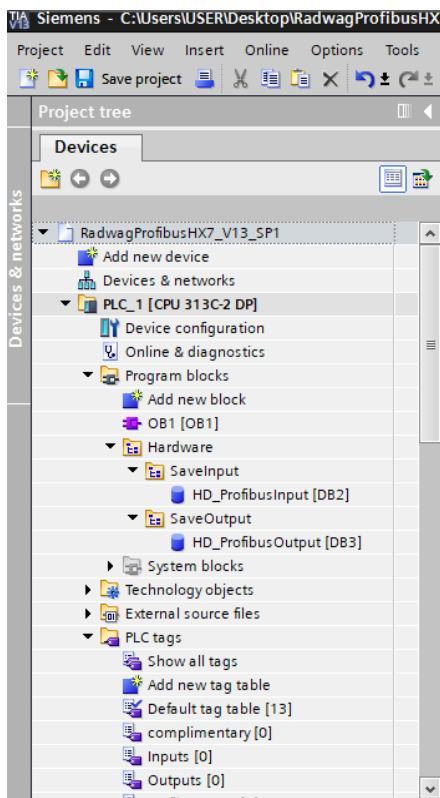 TIA V13 Siemens - C:\Users\USER\Desktop\RadwagProfibusHX
Project Edit View Insert Online Options Tools
Save project
Project tree
Devices
Devices & networks
RadwagProfibusHX7_V13_SP1
Add new device
Devices & networks
PLC_1 [CPU 313C-2 DP]
Device configuration
Online & diagnostics
Program blocks
Add new block
OB1 [OB1]
Hardware
SaveInput
HD_ProfibusInput [DB2]
SaveOutput
HD_ProfibusOutput [DB3]
System blocks
Technology objects
External source files
PLC tags
Show all tags
Add new tag table
Default tag table [13]
complimentary [0]
Inputs [0]
Outputs [0]